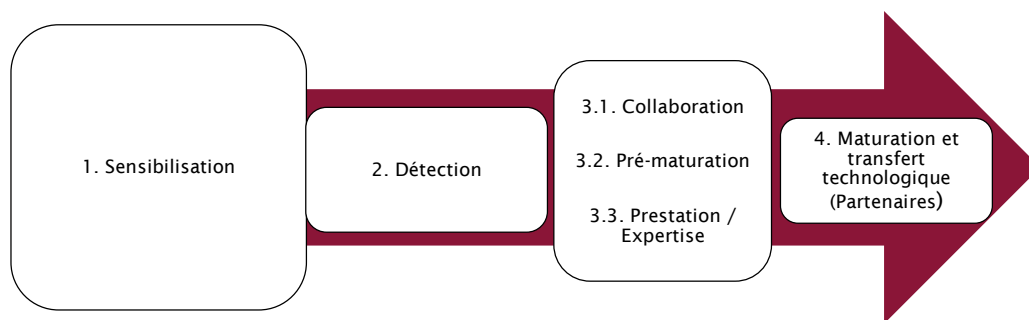 1. Sensibilisation
2. Détection
3.1. Collaboration
3.2. Pré-maturation
3.3. Prestation /
Expertise
4. Maturation et
transfert
technologique
(Partenaires)